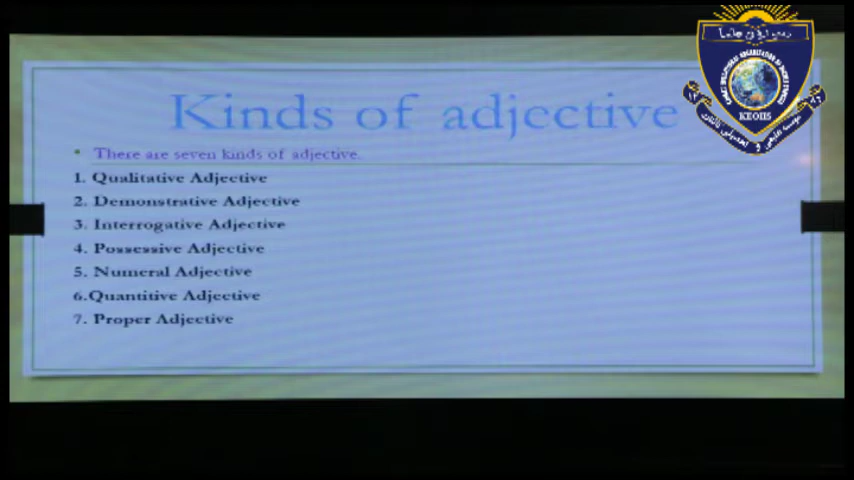 Kinds of adjective
• There are seven kinds of adjective.
1. Qualitative Adjective
2. Demonstrative Adjective
3. Interrogative Adjective
4. Possessive Adjective
5. Numeral Adjective
6.Quantitive Adjective
7. Proper Adjective
KEOHS